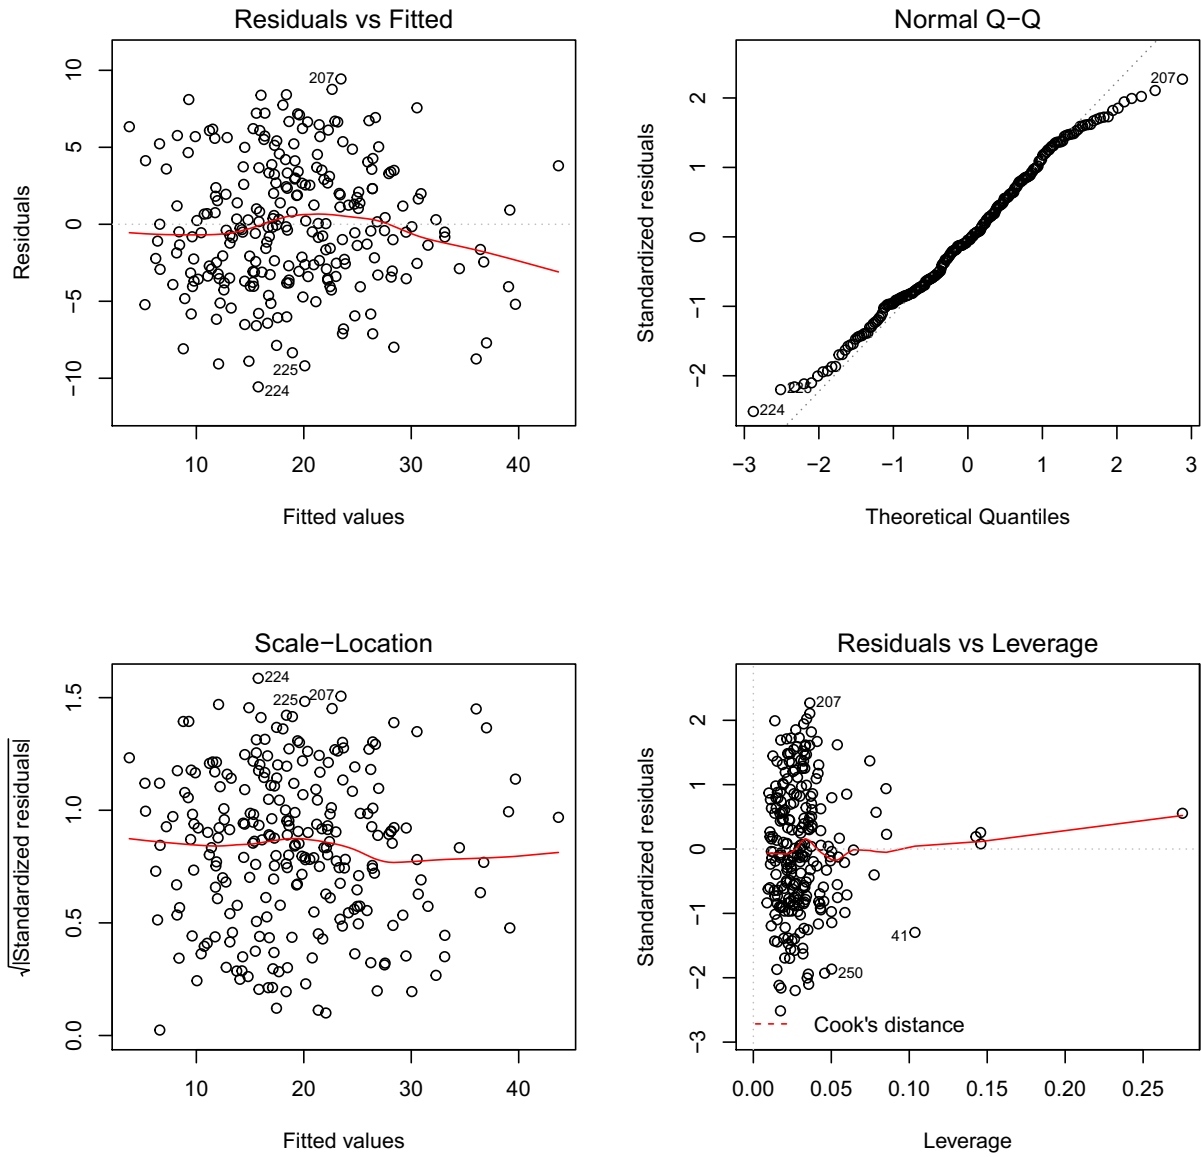 Residuals vs Fitted
Residuals
10
5
0
−5
−10
207
225
224
10 20 30 40
Fitted values
Normal Q−Q
Standardized residuals
2
1
0
−1
−2
207
225
224
−3 −2 −1 0 1 2 3
Theoretical Quantiles
Scale−Location
√|Standardized residuals|
1.5
1.0
0.5
0.0
224
225
207
10 20 30 40
Fitted values
Residuals vs Leverage
Standardized residuals
2
1
0
−1
−2
−3
207
41
250
Cook's distance
0.00 0.05 0.10 0.15 0.20 0.25
Leverage